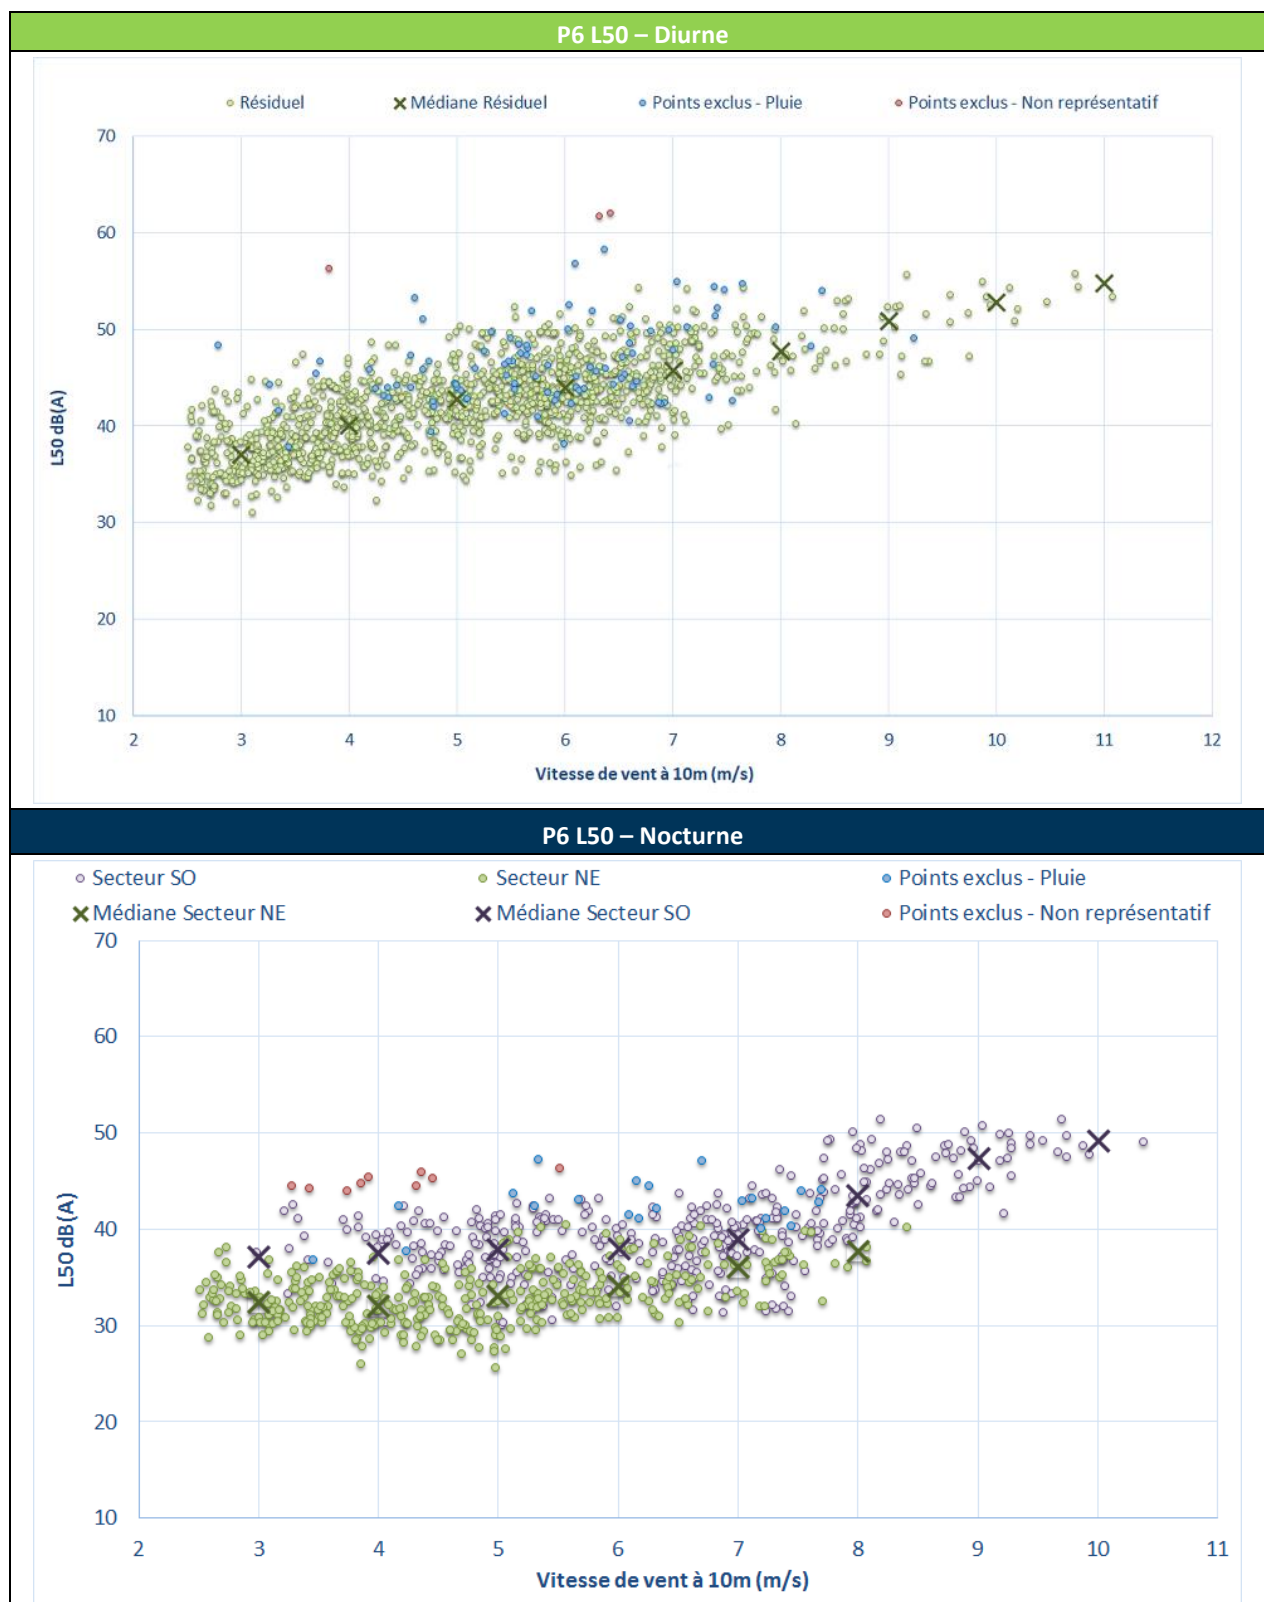 P6 L50 – Diurne
Résiduel Médiane Résiduel Points exclus - Pluie Points exclus - Non représentatif
70
60
50
40
30
20
10
L50 dB(A)
2 3 4 5 6 7 8 9 10 11 12
Vitesse de vent à 10m (m/s)
P6 L50 – Nocturne
Secteur SO Secteur NE Points exclus - Pluie
Médiane Secteur NE Médiane Secteur SO Points exclus - Non représentatif
70
60
50
40
30
20
10
L50 dB(A)
2 3 4 5 6 7 8 9 10 11
Vitesse de vent à 10m (m/s)